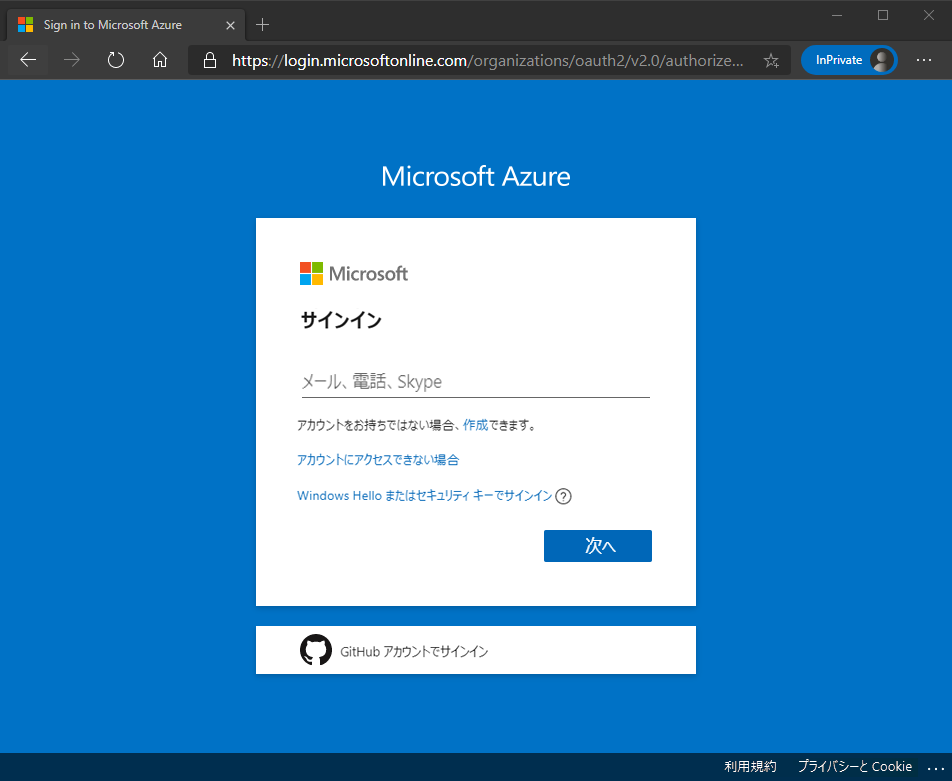 Sign in to Microsoft Azure
https://login.microsoftonline.com/organizations/oauth2/v2.0/authorize...
InPrivate
Microsoft Azure
Microsoft
サインイン
メール、電話、Skype
アカウントをお持ちではない場合、作成できます。
アカウントにアクセスできない場合
Windows Hello またはセキュリティ キーでサインイン
次へ
GitHub アカウントでサインイン
利用規約 プライバシーと Cookie ...